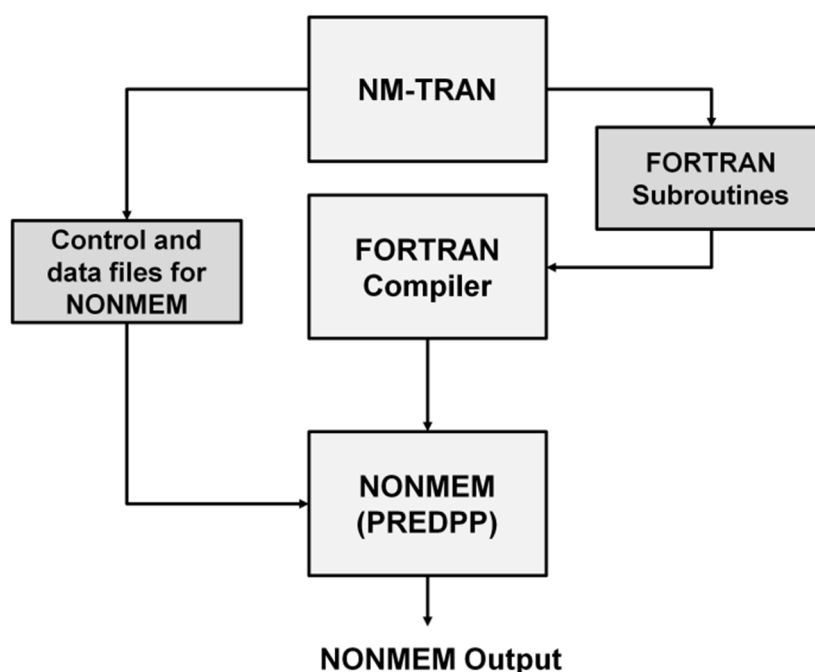 NM-TRAN
FORTRAN
Subroutines
Control and
data files for
NONMEM
FORTRAN
Compiler
NONMEM
(PREDPP)
NONMEM Output